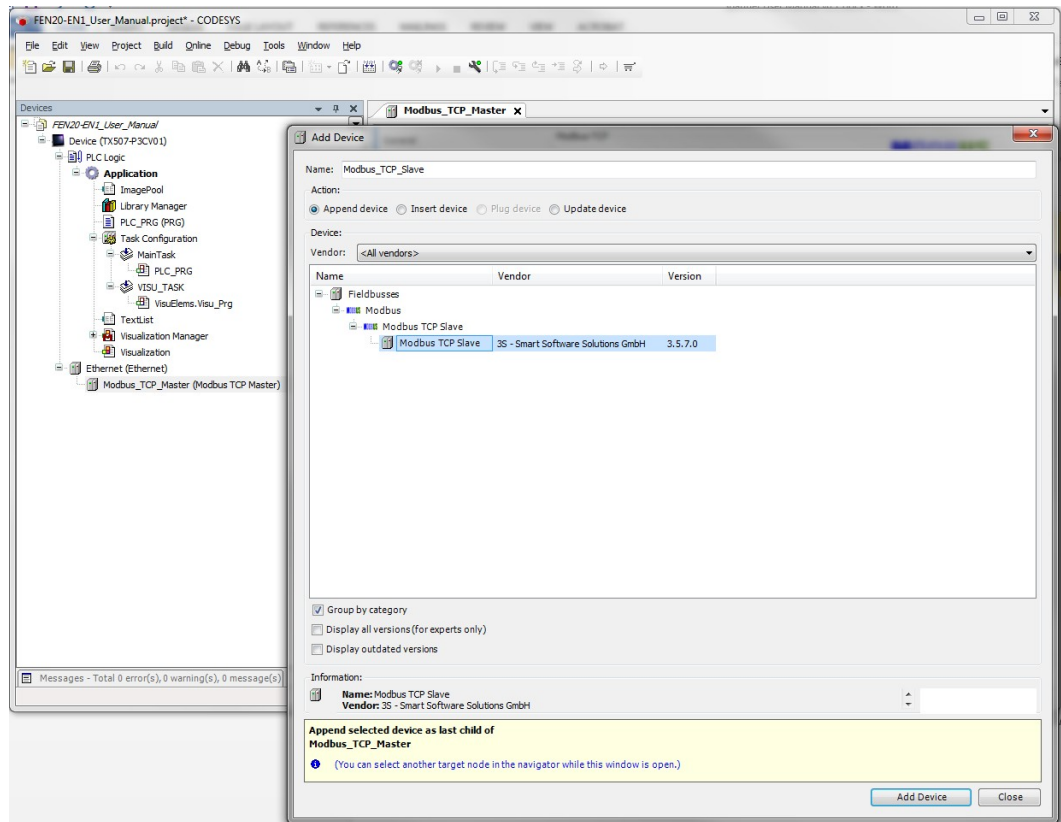 FEN20-EN1_User_Manual.project* - CODESYS
File Edit View Project Build Online Debug Tools Window Help
Devices
Modbus_TCP_Master
FEN20-EN1_User_Manual
Device (TX507-P3CV01)
PLC Logic
Application
ImagePool
Library Manager
PLC_PRG (PRG)
Task Configuration
MainTask
PLC_PRG
VISU_TASK
VisuElems.Visu_Prg
TextList
Visualization Manager
Visualization
Ethernet (Ethernet)
Modbus_TCP_Master (Modbus TCP Master)
Messages - Total 0 error(s), 0 warning(s), 0 message(s)
Add Device
Name: Modbus_TCP_Slave
Action:
Append device Insert device Plug device Update device
Device:
Vendor: <All vendors>
Name Vendor Version
Fieldbusses
Modbus
Modbus TCP Slave
Modbus TCP Slave 3S - Smart Software Solutions GmbH 3.5.7.0
Group by category
Display all versions (for experts only)
Display outdated versions
Information:
Name: Modbus TCP Slave
Vendor: 3S - Smart Software Solutions GmbH
Append selected device as last child of
Modbus_TCP_Master
(You can select another target node in the navigator while this window is open.)
Add Device Close